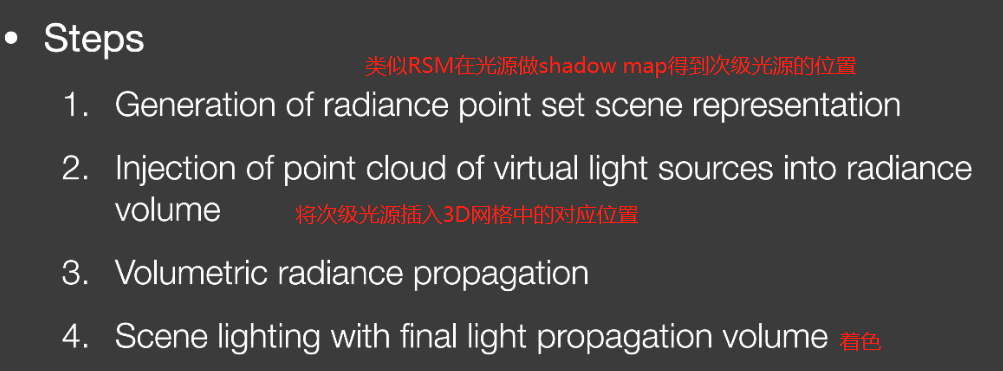 • Steps
类似RSM在光源做shadow map得到次级光源的位置
1. Generation of radiance point set scene representation
2. Injection of point cloud of virtual light sources into radiance
volume 将次级光源插入3D网格中的对应位置
3. Volumetric radiance propagation
4. Scene lighting with final light propagation volume 着色